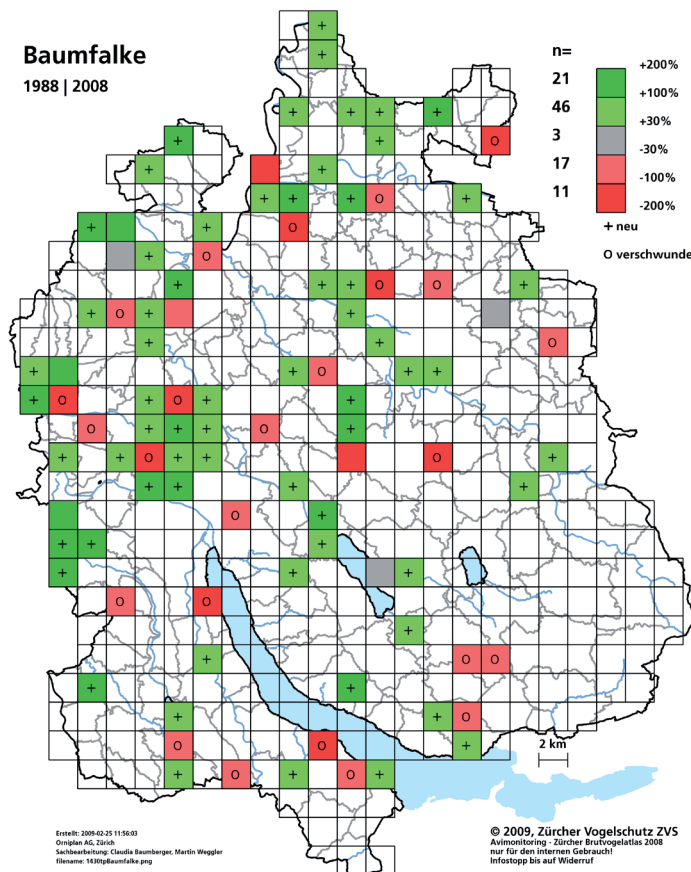 Baumfalke
1988 | 2008
n=
21
46
3
17
11
+200%
+100%
+30%
-30%
-100%
-200%
+ neu
O verschwunde
2 km
Erstellt: 2009-02-25 11:56:03
Orniplan AG, Zürich
Sachbearbeitung: Claudia Baumberger, Martin Weggler
filename: 1430tpBaumfalke.png
© 2009, Zürcher Vogelschutz ZVS
Avimonitoring - Zürcher Brutvogelatlas 2008
nur für den internen Gebrauch!
Infostopp bis auf Widerruf